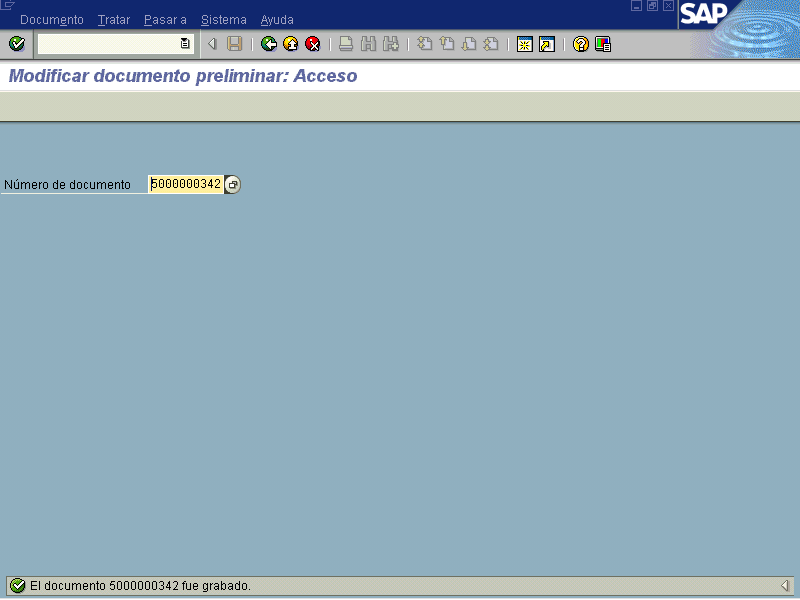 Documento Tratar Pasar a Sistema Ayuda
SAP
Modificar documento preliminar: Acceso
Número de documento 5000000342
El documento 5000000342 fue grabado.